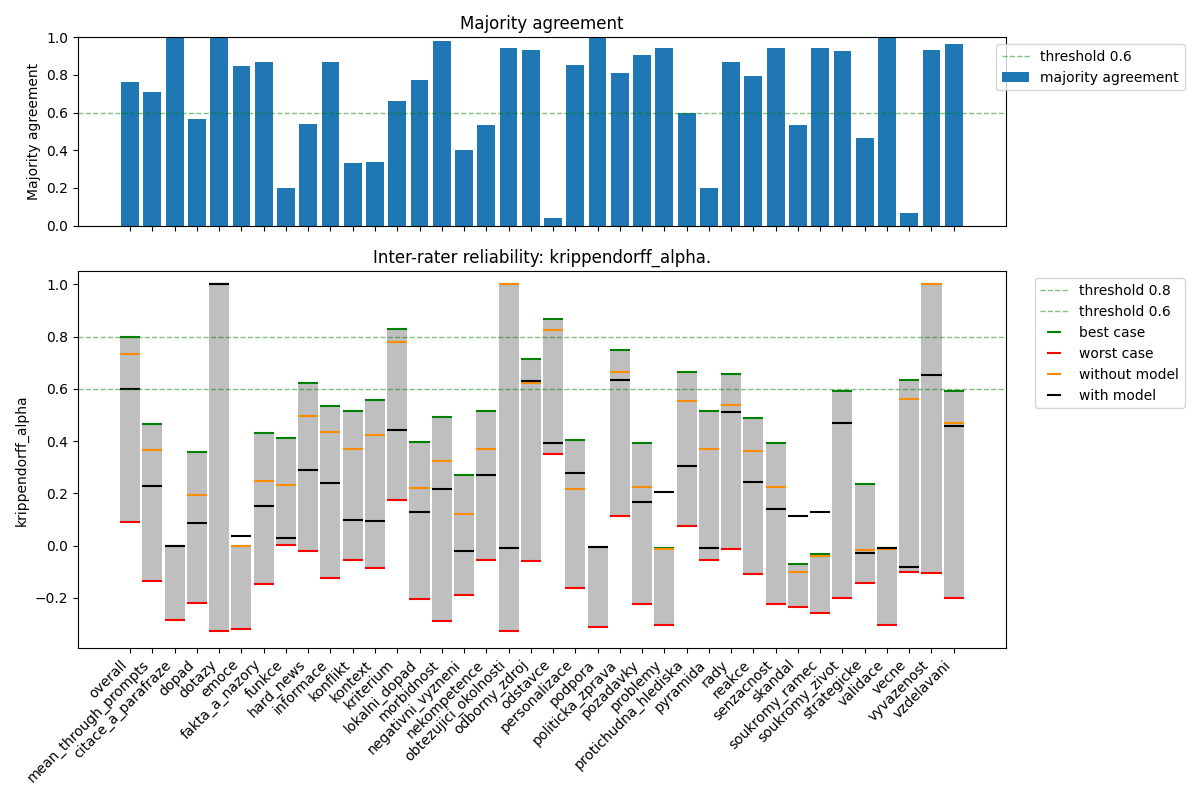 Majority agreement
Majority agreement
1.0
0.8
0.6
0.4
0.2
0.0
threshold 0.6
majority agreement
Inter-rater reliability: krippendorff_alpha.
krippendorff_alpha
1.0
0.8
0.6
0.4
0.2
0.0
−0.2
threshold 0.8
threshold 0.6
best case
worst case
without model
with model
overall
mean_through_prompts
citace_a_parafraze
dopad
dotazy
emoce
fakta_a_nazory
funkce
hard_news
informace
konflikt
kontext
kriterium
lokalni_dopad
morbidnost
negativni_vyzneni
nekompetence
obtezujici_okolnosti
odborny_zdroj
odstavce
personalizace
podpora
politicka_zprava
pozadavky
problemy
protichudna_hlediska
pyramida
rady
reakce
senzacnost
skandal
soukromy_ramec
soukromy_zivot
strategicke
validace
vecne
vyvazenost
vzdelavani